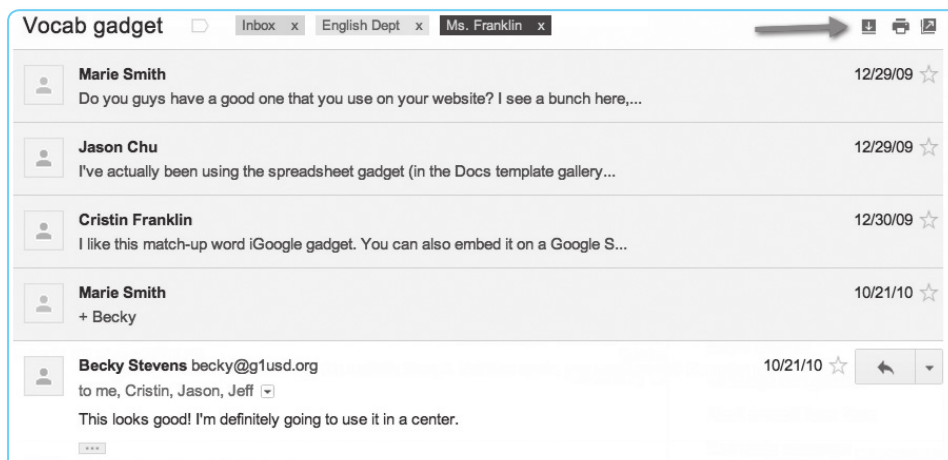 Vocab gadget Inbox x English Dept x Ms. Franklin x
Marie Smith 12/29/09
Do you guys have a good one that you use on your website? I see a bunch here,...
Jason Chu 12/29/09
I've actually been using the spreadsheet gadget (in the Docs template gallery...
Cristin Franklin 12/30/09
I like this match-up word iGoogle gadget. You can also embed it on a Google S...
Marie Smith 10/21/10
+ Becky
Becky Stevens becky@g1usd.org 10/21/10
to me, Cristin, Jason, Jeff
This looks good! I'm definitely going to use it in a center.